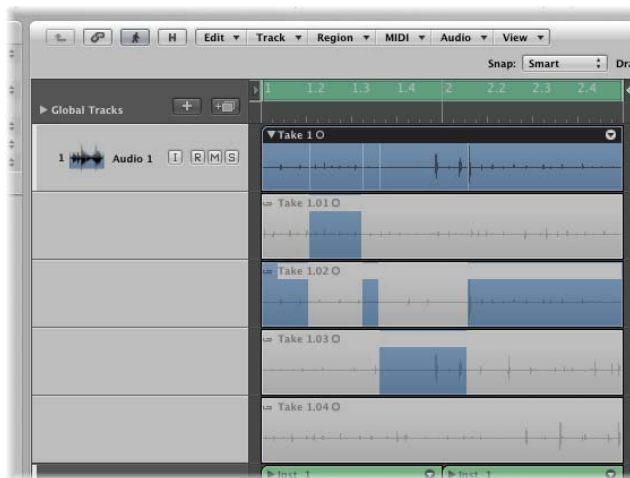 H Edit Track Region MIDI Audio View
Snap: Smart Dra
1 1.2 1.3 1.4 2 2.2 2.3 2.4
Global Tracks
Take 1
1 Audio 1 I R M S
Take 1.01
Take 1.02
Take 1.03
Take 1.04
Inst 1 Inst 1